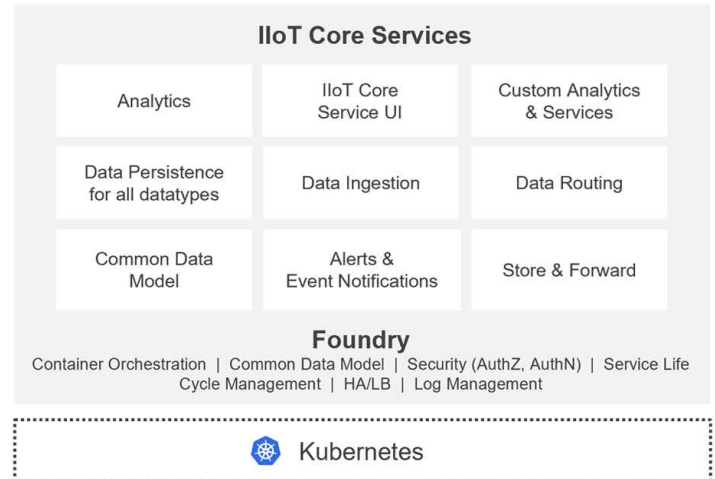 IIoT Core Services
Analytics
IIoT Core
Service UI
Custom Analytics
& Services
Data Persistence
for all datatypes
Data Ingestion
Data Routing
Common Data
Model
Alerts &
Event Notifications
Store & Forward
Foundry
Container Orchestration | Common Data Model | Security (AuthZ, AuthN) | Service Life
Cycle Management | HA/LB | Log Management
Kubernetes